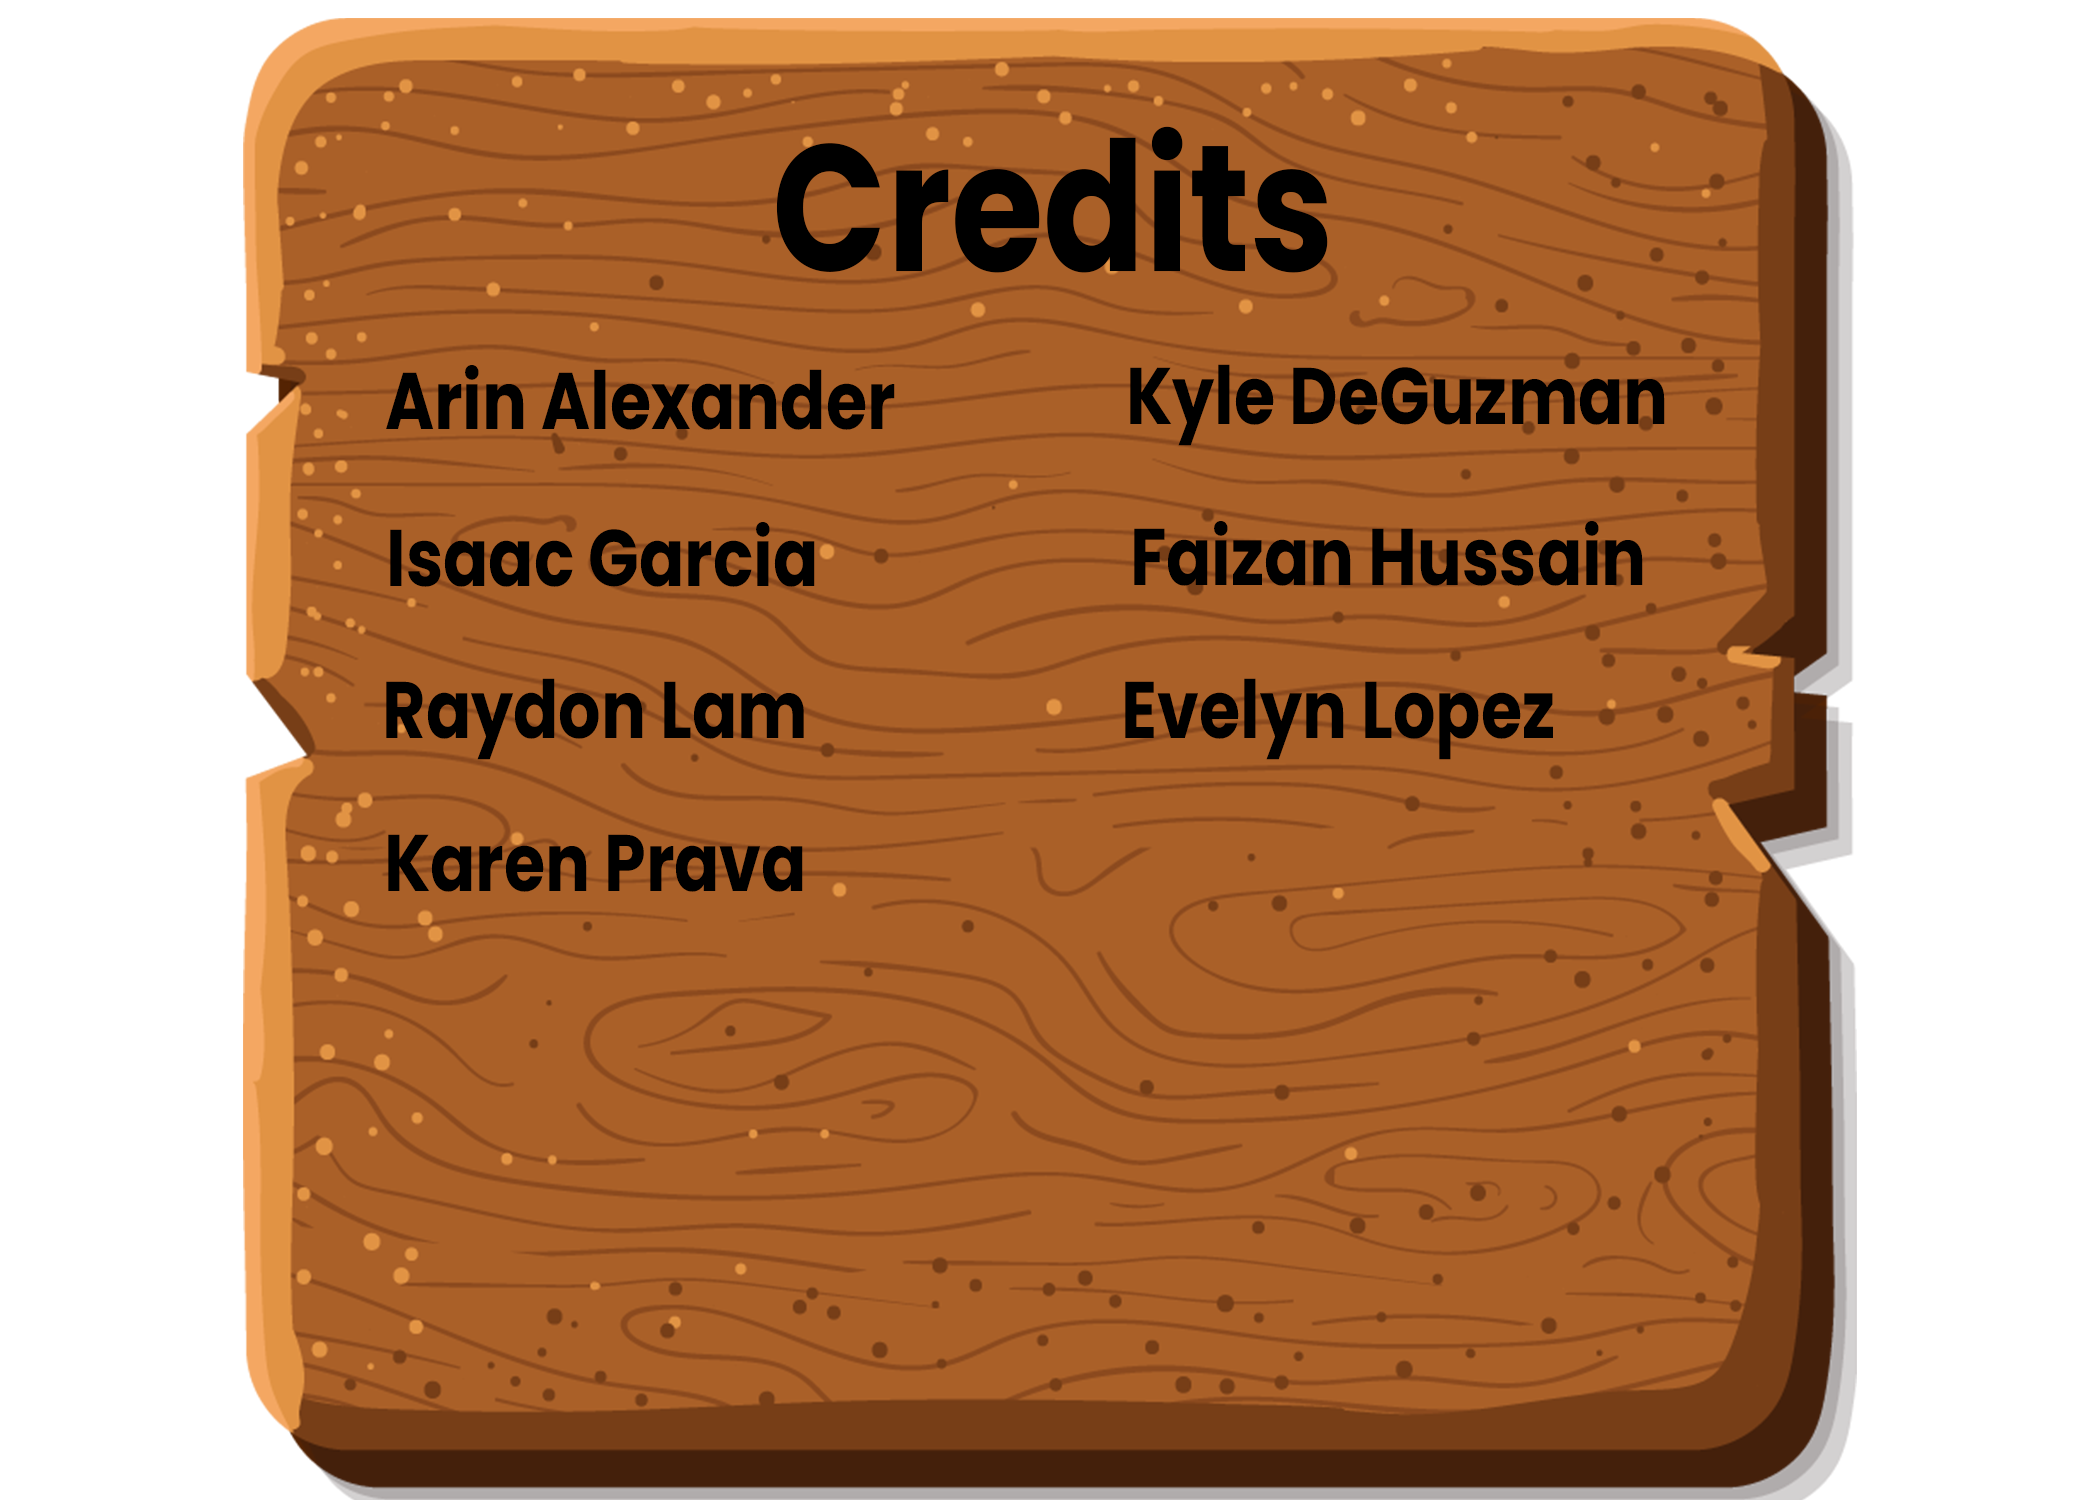 Credits
Arin Alexander
Kyle DeGuzman
Isaac Garcia
Faizan Hussain
Raydon Lam
Evelyn Lopez
Karen Prava